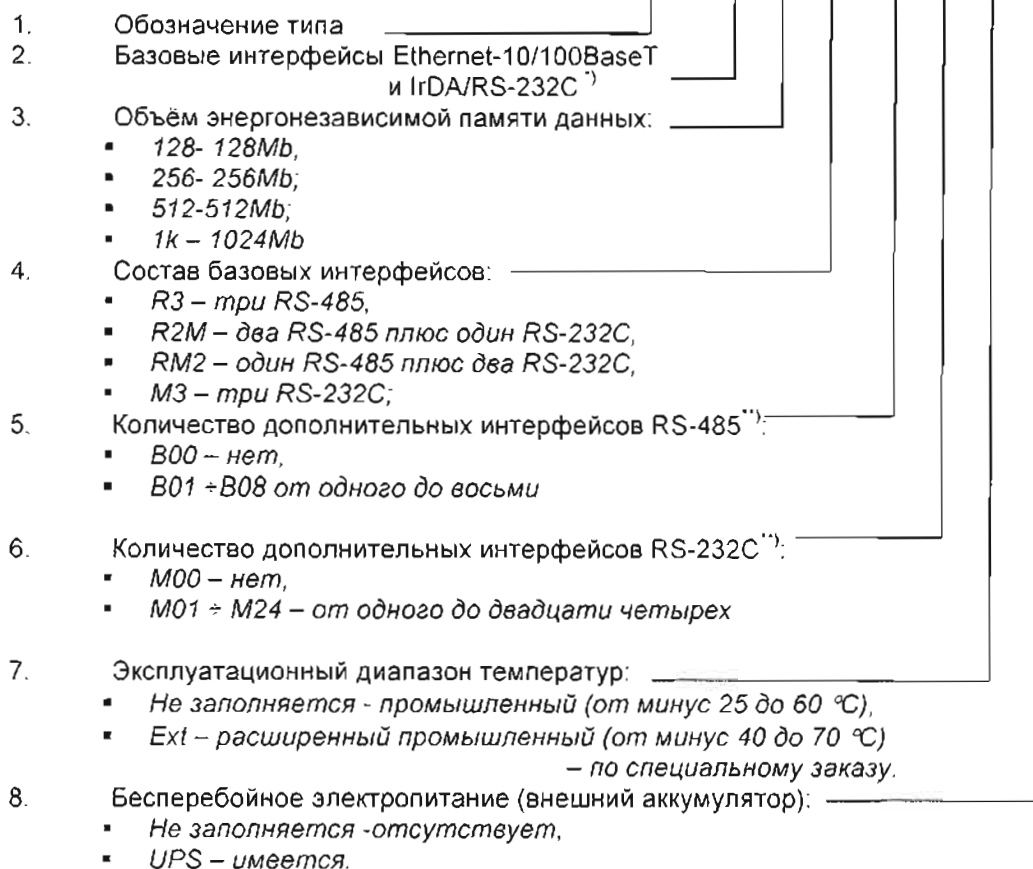 1. Обозначение типа
2. Базовые интерфейсы Ethernet-10/100BaseT
и IrDA/RS-232C *)
3. Объём энергонезависимой памяти данных:
▪ 128- 128Mb,
▪ 256- 256Mb;
▪ 512-512Mb;
▪ 1k – 1024Mb
4. Состав базовых интерфейсов:
▪ R3 – три RS-485,
▪ R2M – два RS-485 плюс один RS-232C,
▪ RM2 – один RS-485 плюс два RS-232C,
▪ M3 – три RS-232C;
5. Количество дополнительных интерфейсов RS-485**):
▪ B00 – нет,
▪ B01 ÷B08 от одного до восьми
6. Количество дополнительных интерфейсов RS-232C**):
▪ M00 – нет,
▪ M01 ÷ M24 – от одного до двадцати четырех
7. Эксплуатационный диапазон температур:
▪ Не заполняется - промышленный (от минус 25 до 60 ℃),
▪ Ext – расширенный промышленный (от минус 40 до 70 ℃)
– по специальному заказу.
8. Бесперебойное электропитание (внешний аккумулятор):
▪ Не заполняется -отсутствует,
▪ UPS – имеется.